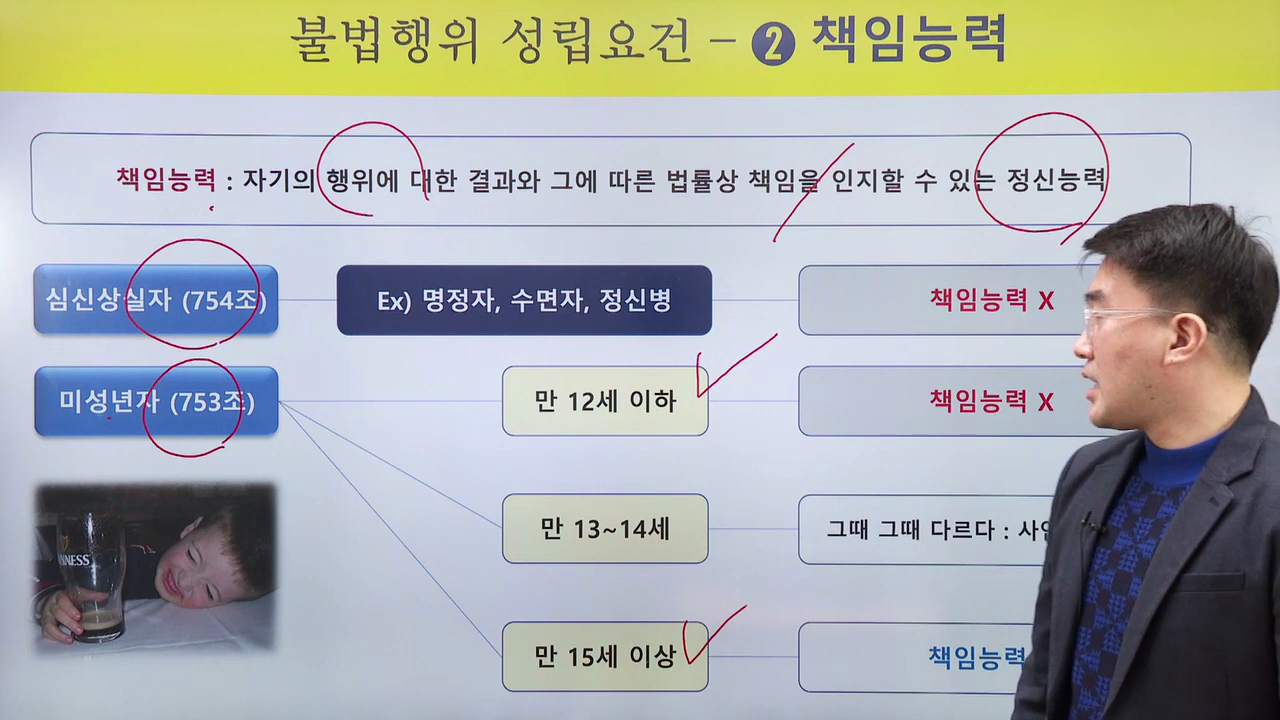 불법행위 성립요건 - ② 책임능력
책임능력 : 자기의 행위에 대한 결과와 그에 따른 법률상 책임을 인지할 수 있는 정신능력
심신상실자 (754조)
Ex) 명정자, 수면자, 정신병
책임능력 X
미성년자 (753조)
만 12세 이하
책임능력 X
만 13~14세
그때 그때 다르다 :
만 15세 이상
책임능력